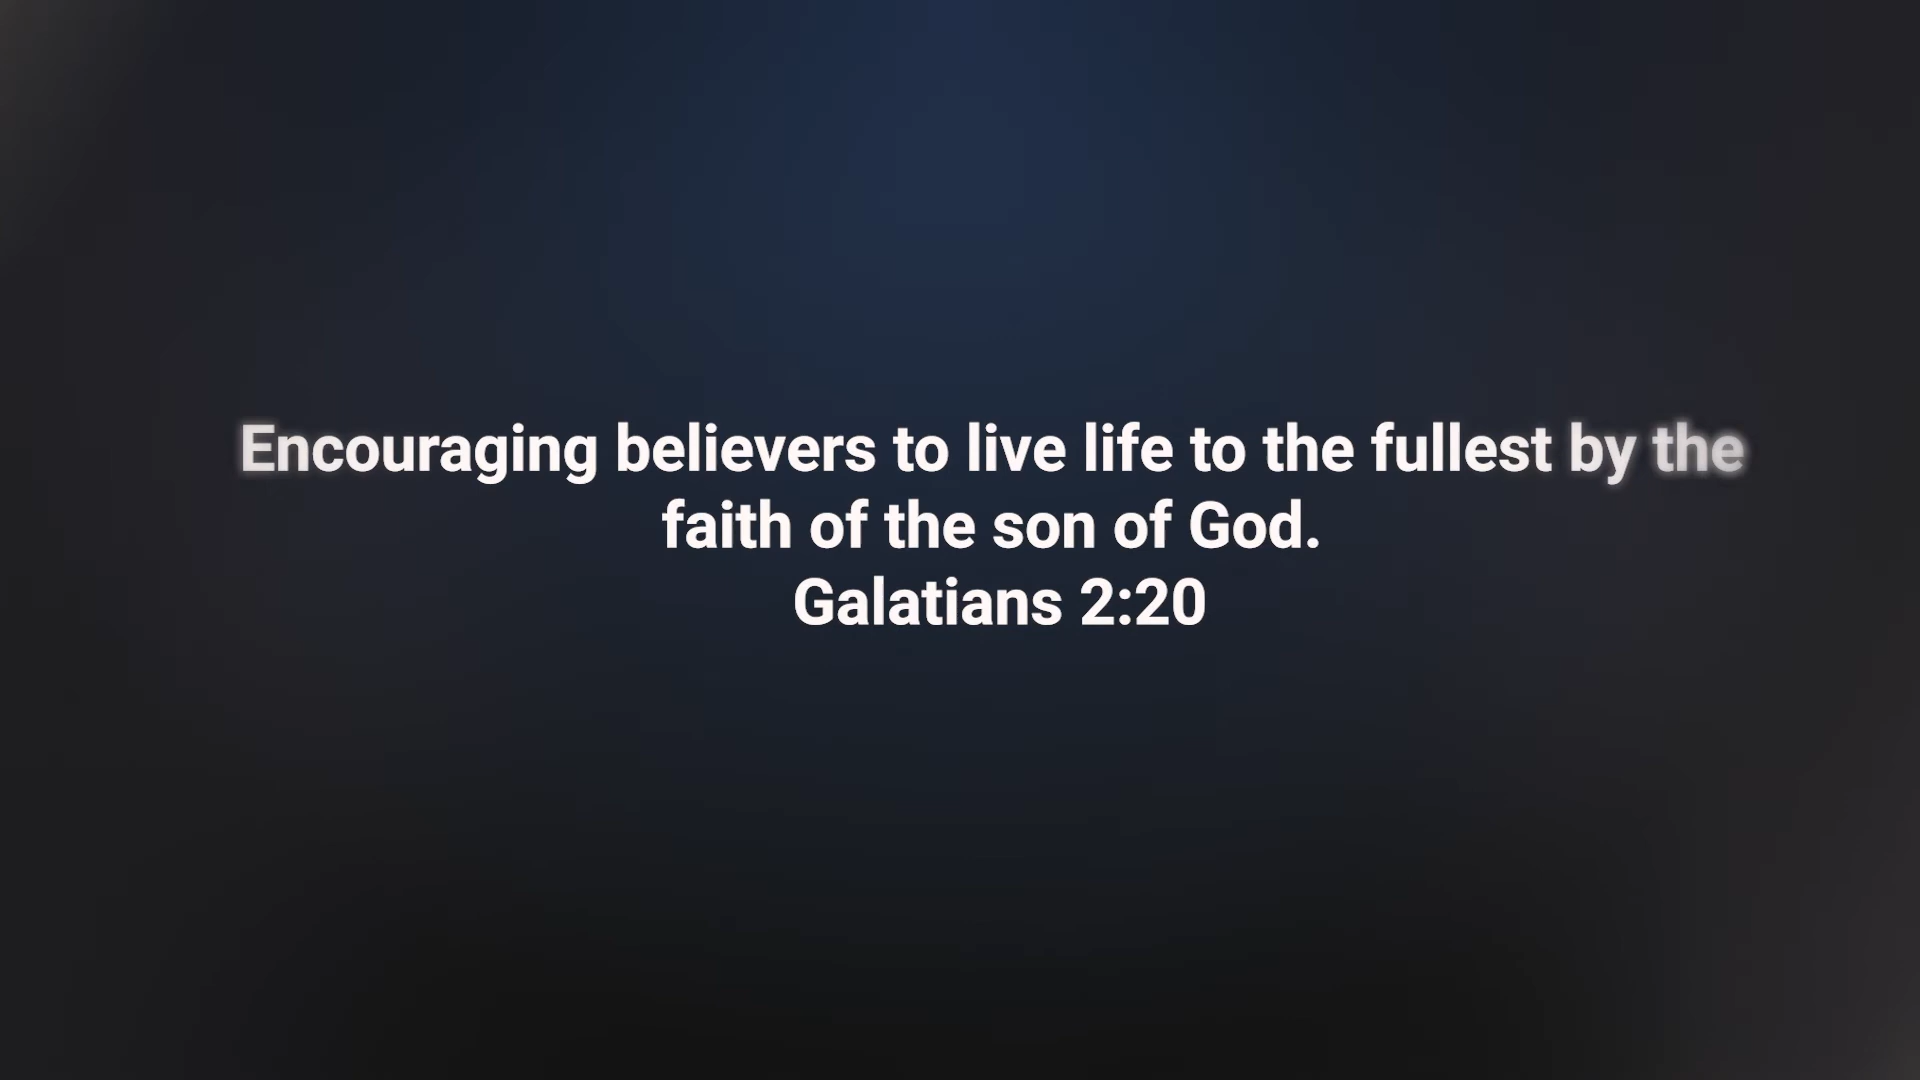 Encouraging believers to live life to the fullest by the
faith of the son of God.
Galatians 2:20